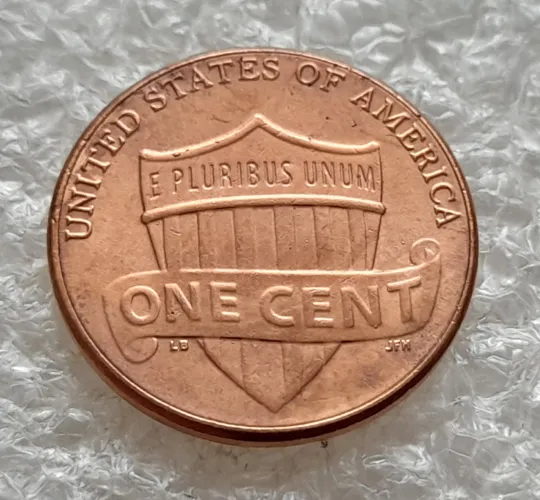 UNITED STATES OF AMERICA
E PLURIBUS UNUM
ONE CENT
LB JFM